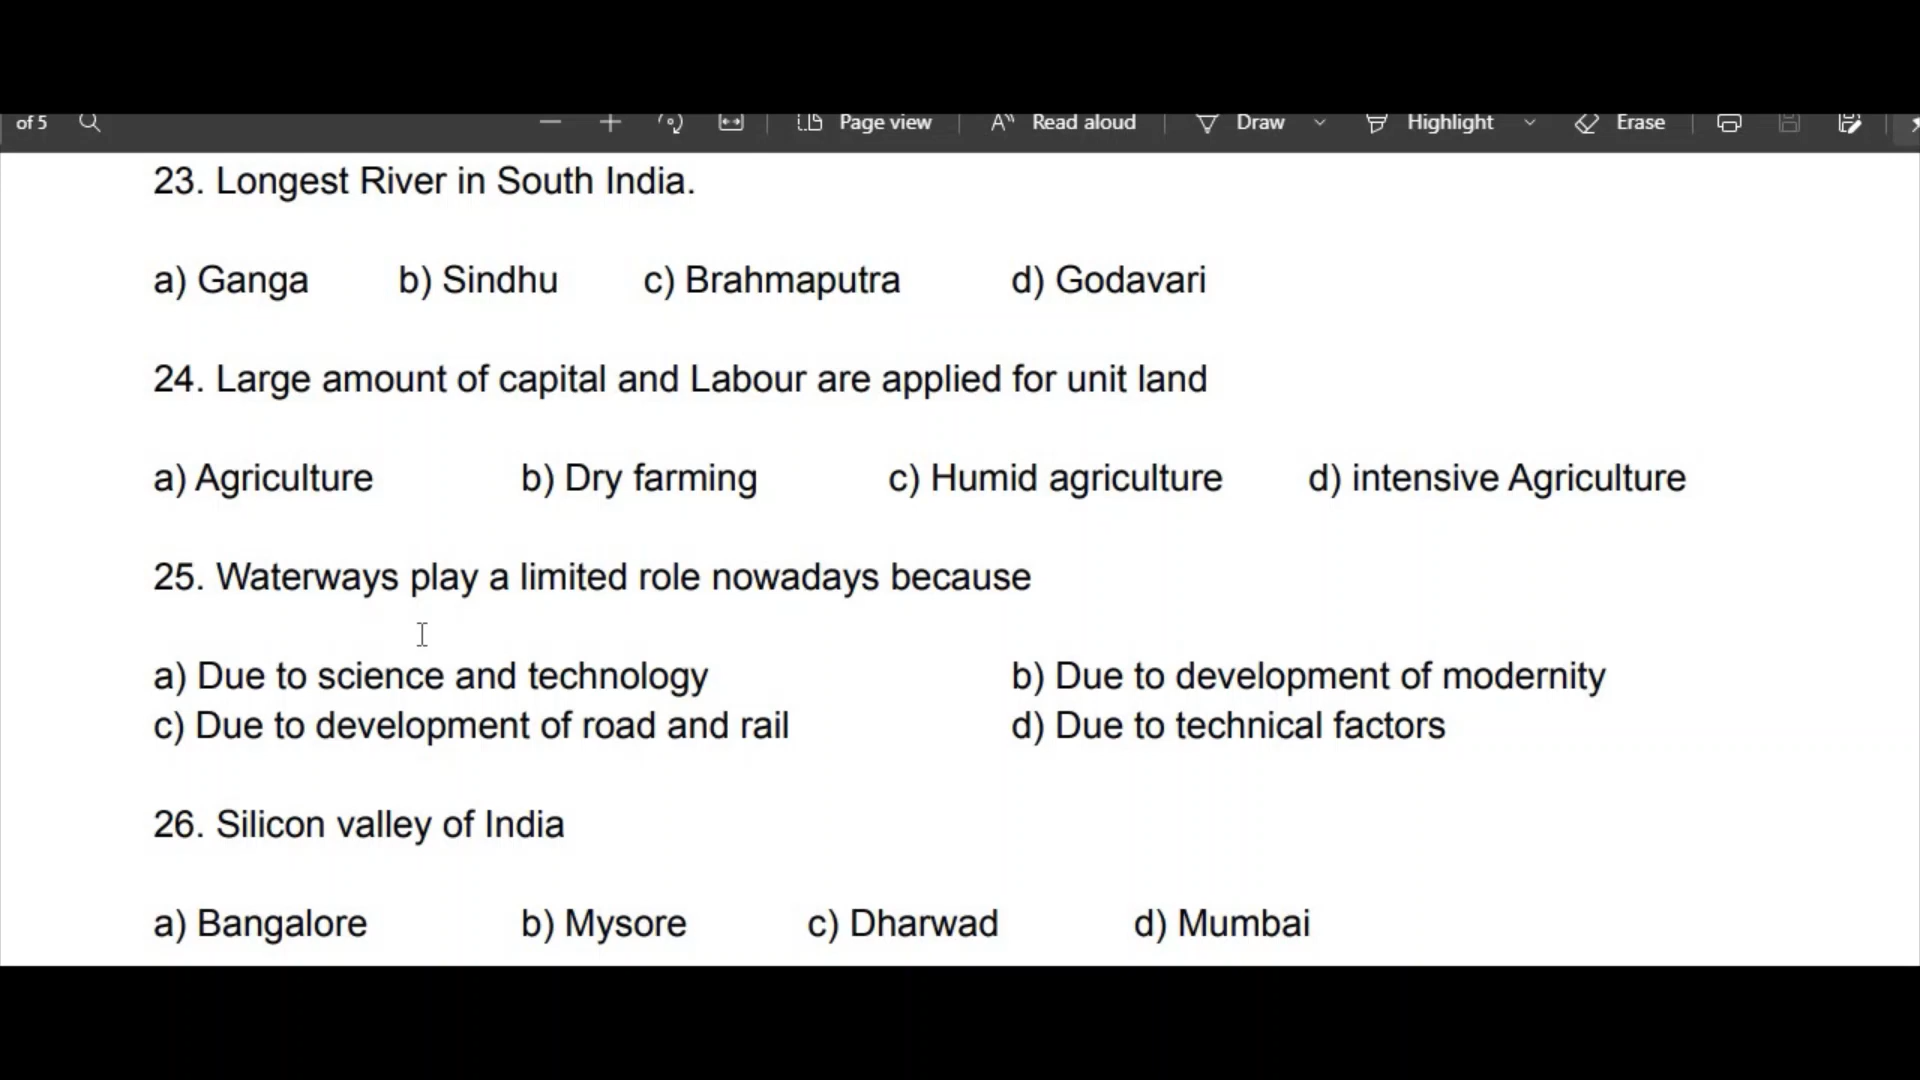 of 5 Page view Read aloud Draw Highlight Erase
23. Longest River in South India.
a) Ganga b) Sindhu c) Brahmaputra d) Godavari
24. Large amount of capital and Labour are applied for unit land
a) Agriculture b) Dry farming c) Humid agriculture d) intensive Agriculture
25. Waterways play a limited role nowadays because
a) Due to science and technology b) Due to development of modernity
c) Due to development of road and rail d) Due to technical factors
26. Silicon valley of India
a) Bangalore b) Mysore c) Dharwad d) Mumbai